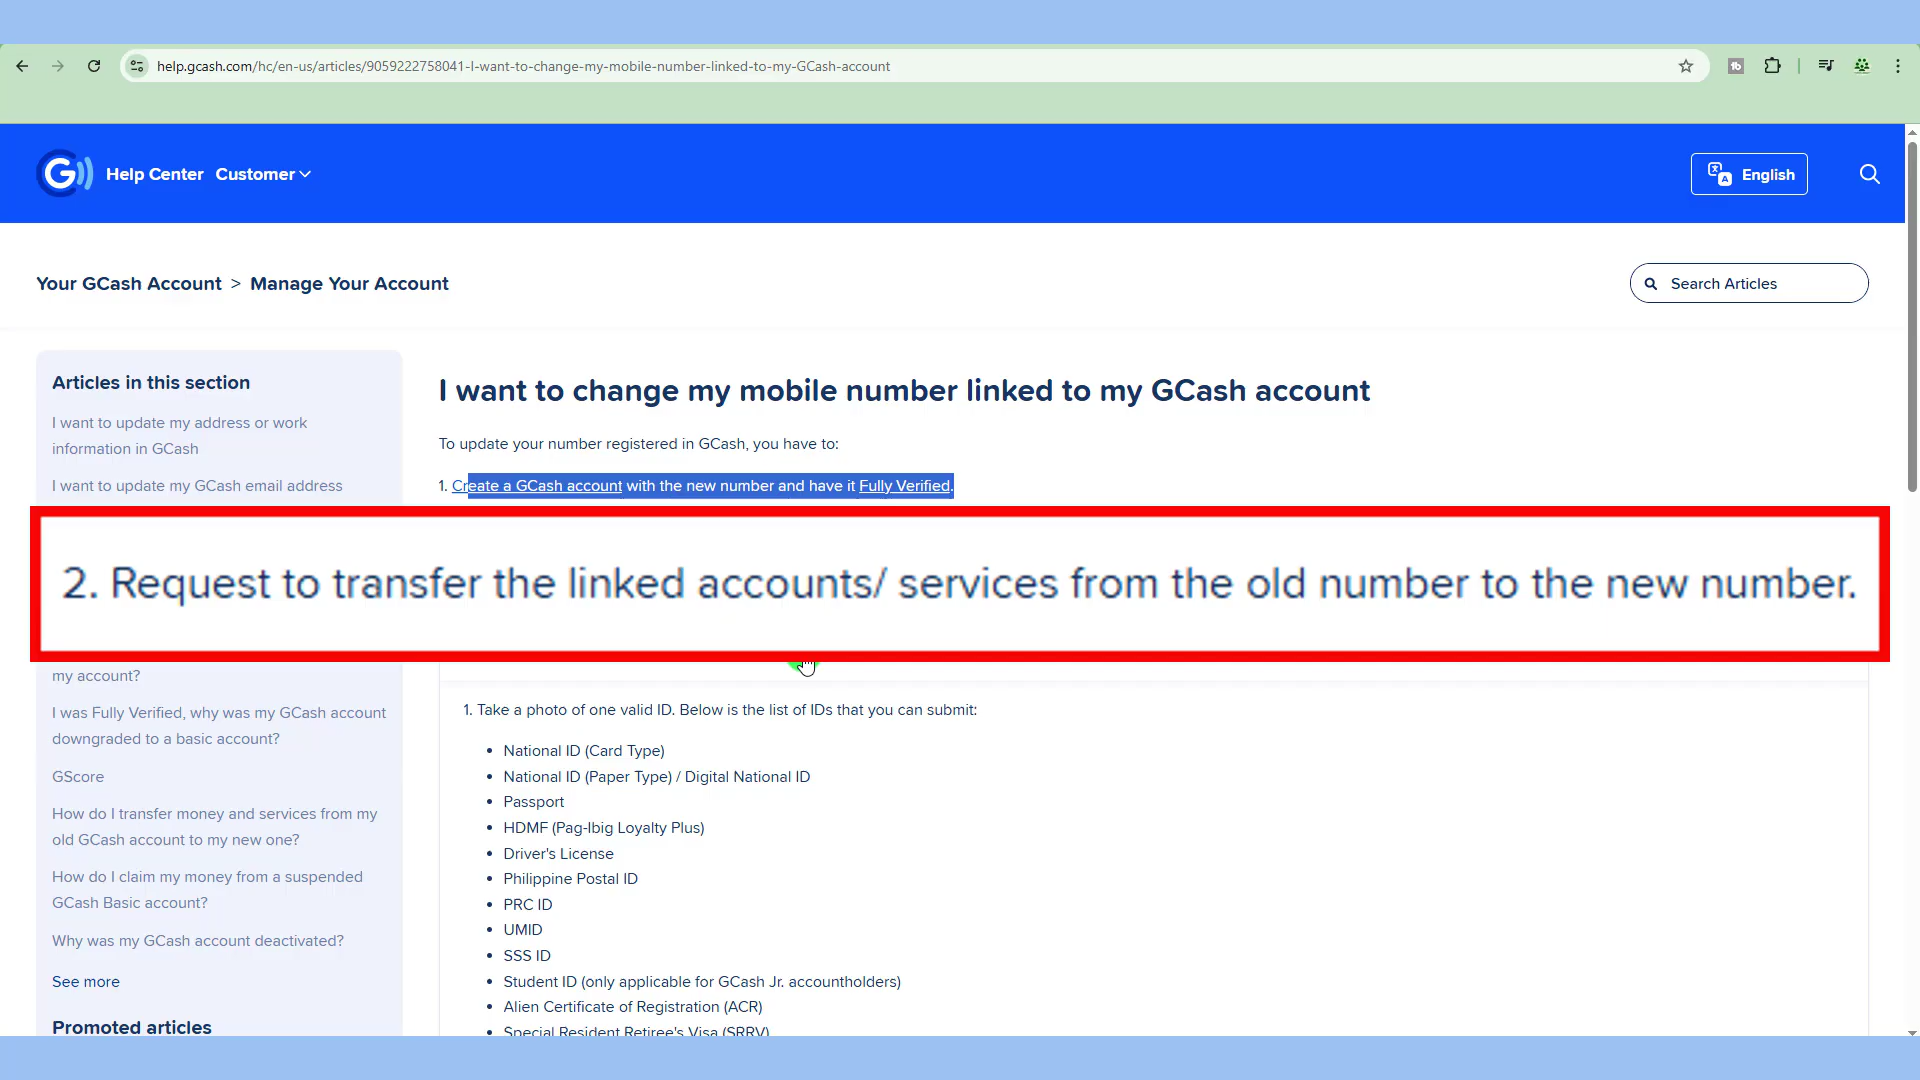 help.gcash.com/hc/en-us/articles/9059222758041-I-want-to-change-my-mobile-number-linked-to-my-GCash-account
Help Center Customer
English
Your GCash Account > Manage Your Account
Search Articles
Articles in this section
I want to update my address or work
information in GCash
I want to update my GCash email address
I want to change my mobile number linked to my GCash account
To update your number registered in GCash, you have to:
1. Create a GCash account with the new number and have it Fully Verified.
2. Request to transfer the linked accounts/ services from the old number to the new number.
my account?
I was Fully Verified, why was my GCash account
downgraded to a basic account?
GScore
How do I transfer money and services from my
old GCash account to my new one?
How do I claim my money from a suspended
GCash Basic account?
Why was my GCash account deactivated?
See more
Promoted articles
1. Take a photo of one valid ID. Below is the list of IDs that you can submit:
• National ID (Card Type)
• National ID (Paper Type) / Digital National ID
• Passport
• HDMF (Pag-Ibig Loyalty Plus)
• Driver's License
• Philippine Postal ID
• PRC ID
• UMID
• SSS ID
• Student ID (only applicable for GCash Jr. accountholders)
• Alien Certificate of Registration (ACR)
• Special Resident Retiree's Visa (SRRV)